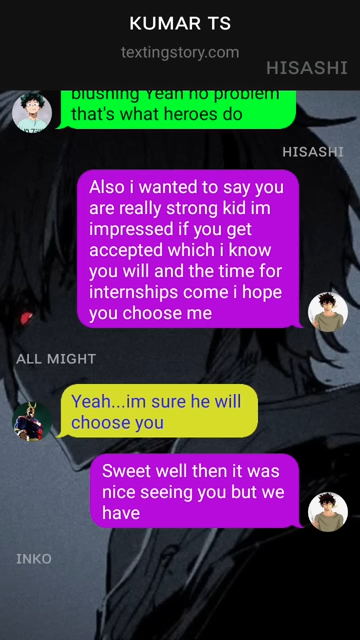 KUMAR TS
textingstory.com
HISASHI
blushing Yeah no problem
that's what heroes do
HISASHI
Also i wanted to say you
are really strong kid im
impressed if you get
accepted which i know
you will and the time for
internships come i hope
you choose me
ALL MIGHT
Yeah...im sure he will
choose you
Sweet well then it was
nice seeing you but we
have
INKO